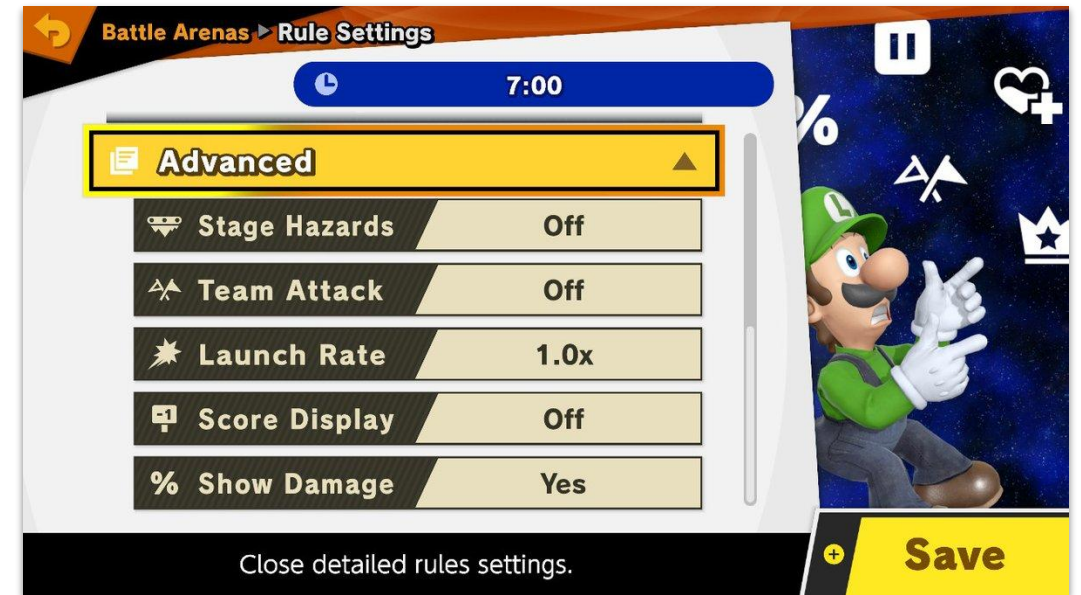 Battle Arenas ▶ Rule Settings
7:00
Advanced
Stage Hazards Off
Team Attack Off
Launch Rate 1.0x
-1 Score Display Off
% Show Damage Yes
Close detailed rules settings.
%
L
+ Save